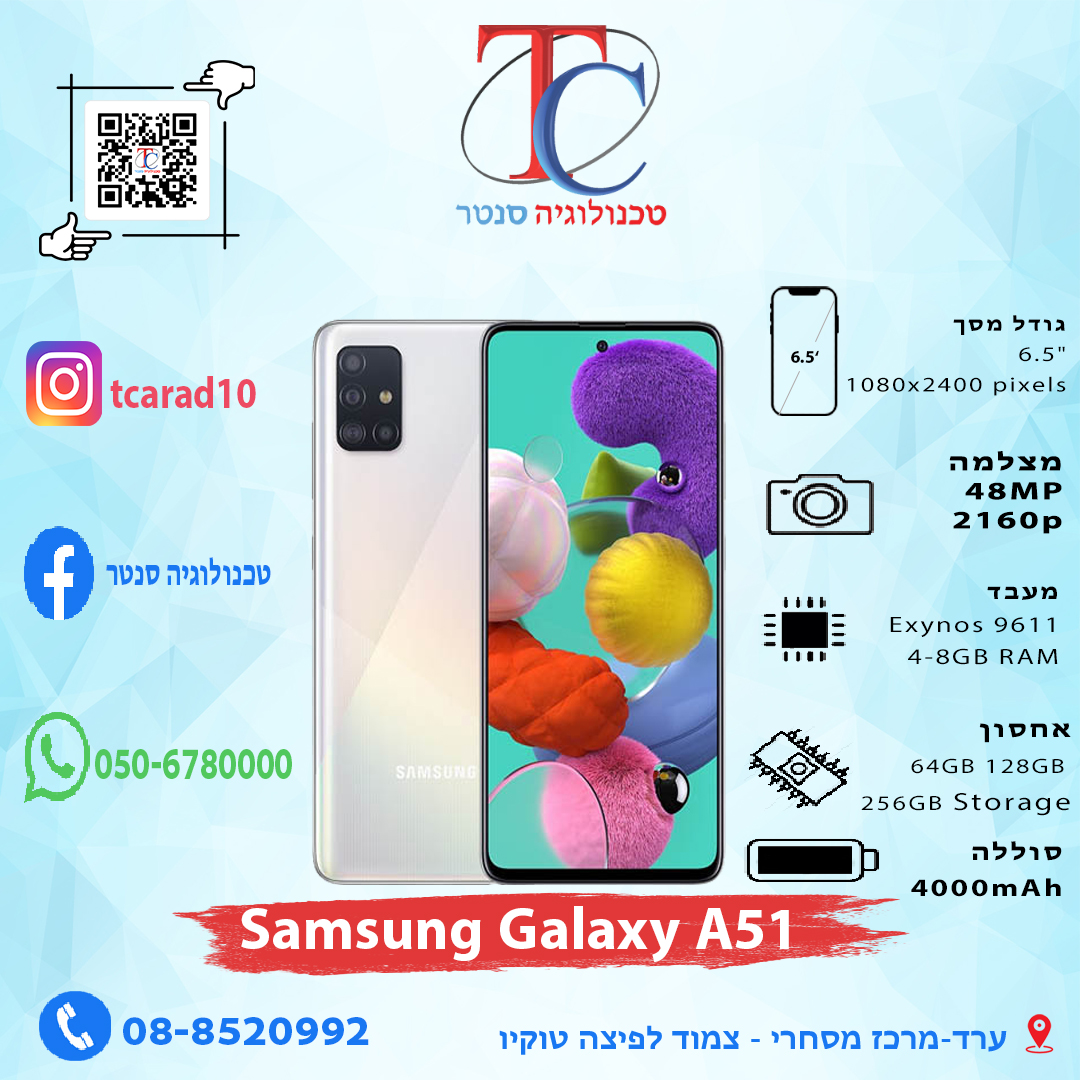 TC
טכנולוגיה סנטר
tcarad10
טכנולוגיה סנטר
050-6780000
SAMSUNG
6.5‘
גודל מסך
6.5"
1080x2400 pixels
מצלמה
48MP
2160p
מעבד
Exynos 9611
4-8GB RAM
אחסון
64GB 128GB
256GB Storage
סוללה
4000mAh
Samsung Galaxy A51
08-8520992
ערד-מרכז מסחרי - צמוד לפיצה טוקיו